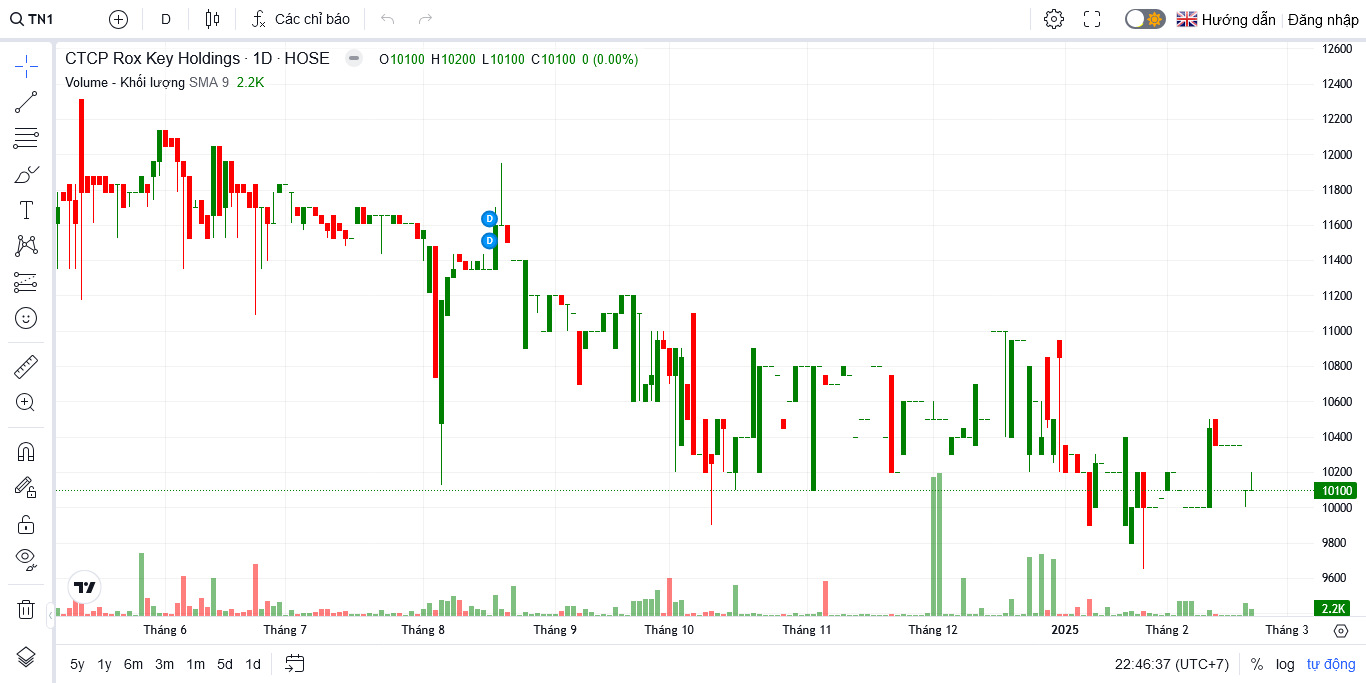 TN1 D Các chỉ báo Hướng dẫn Đăng nhập
CTCP Rox Key Holdings · 1D · HOSE O10100 H10200 L10100 C10100 0 (0.00%)
Volume - Khối lượng SMA 9 2.2K
D
D
12600
12400
12200
12000
11800
11600
11400
11200
11000
10800
10600
10400
10200
10100
10000
9800
9600
2.2K
Tháng 6 Tháng 7 Tháng 8 Tháng 9 Tháng 10 Tháng 11 Tháng 12 2025 Tháng 2 Tháng 3
5y 1y 6m 3m 1m 5d 1d 22:46:37 (UTC+7) % log tự động